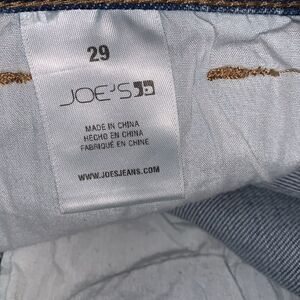 29
JOE'S
MADE IN CHINA
HECHO EN CHINA
FABRIQUÉ EN CHINE
WWW.JOESJEANS.COM